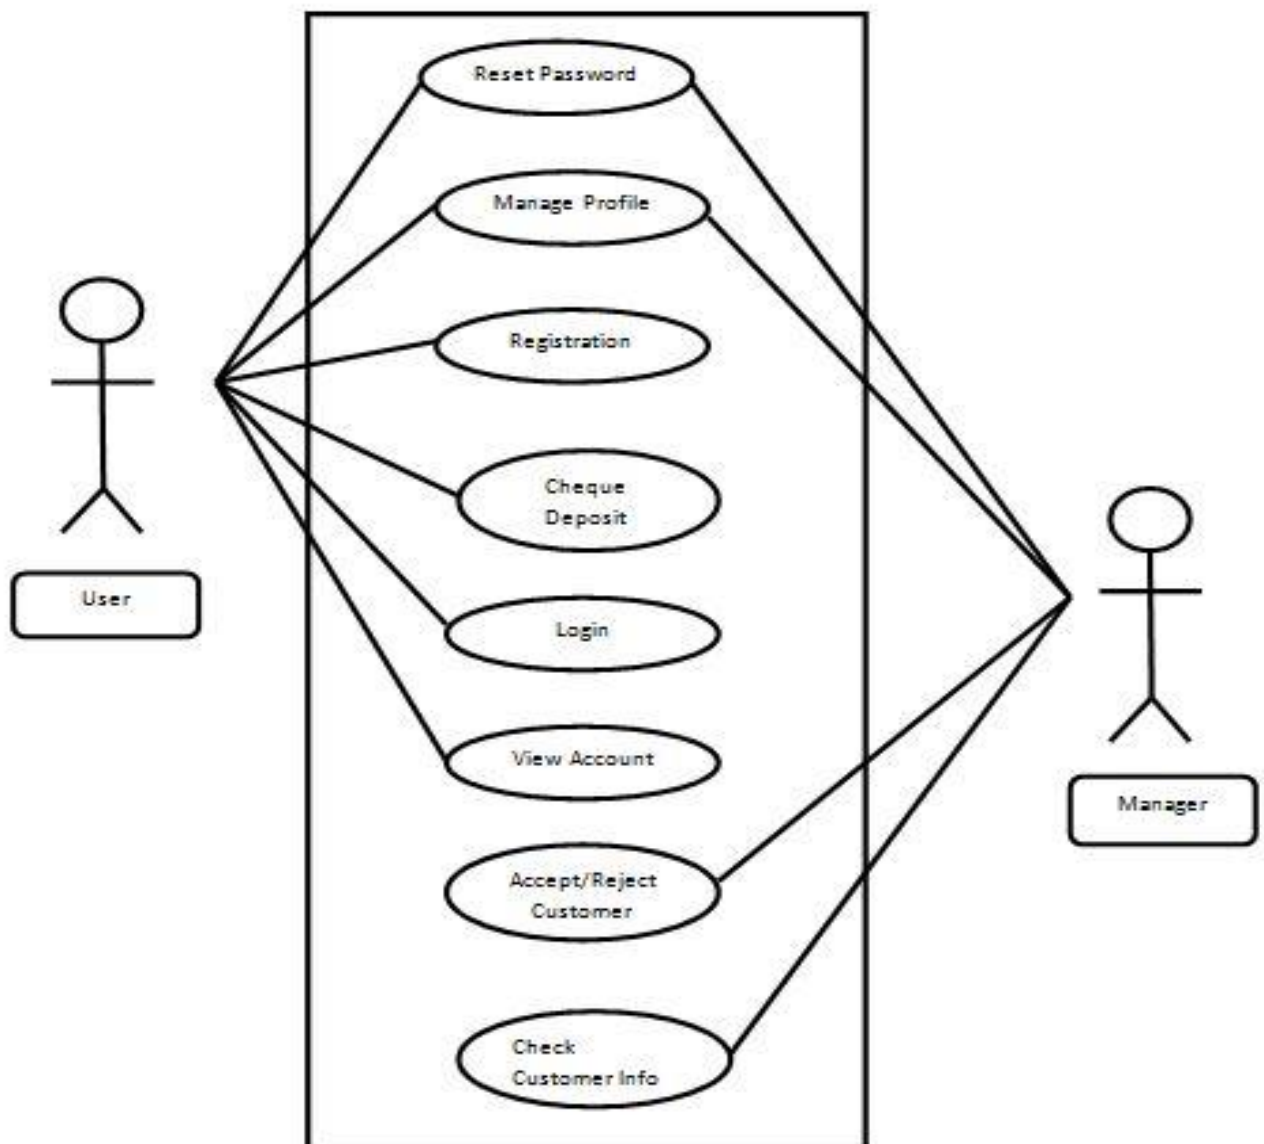 Reset Password
Manage Profile
Registration
Cheque
Deposit
User
Login
View Account
Manager
Accept/Reject
Customer
Check
Customer Info